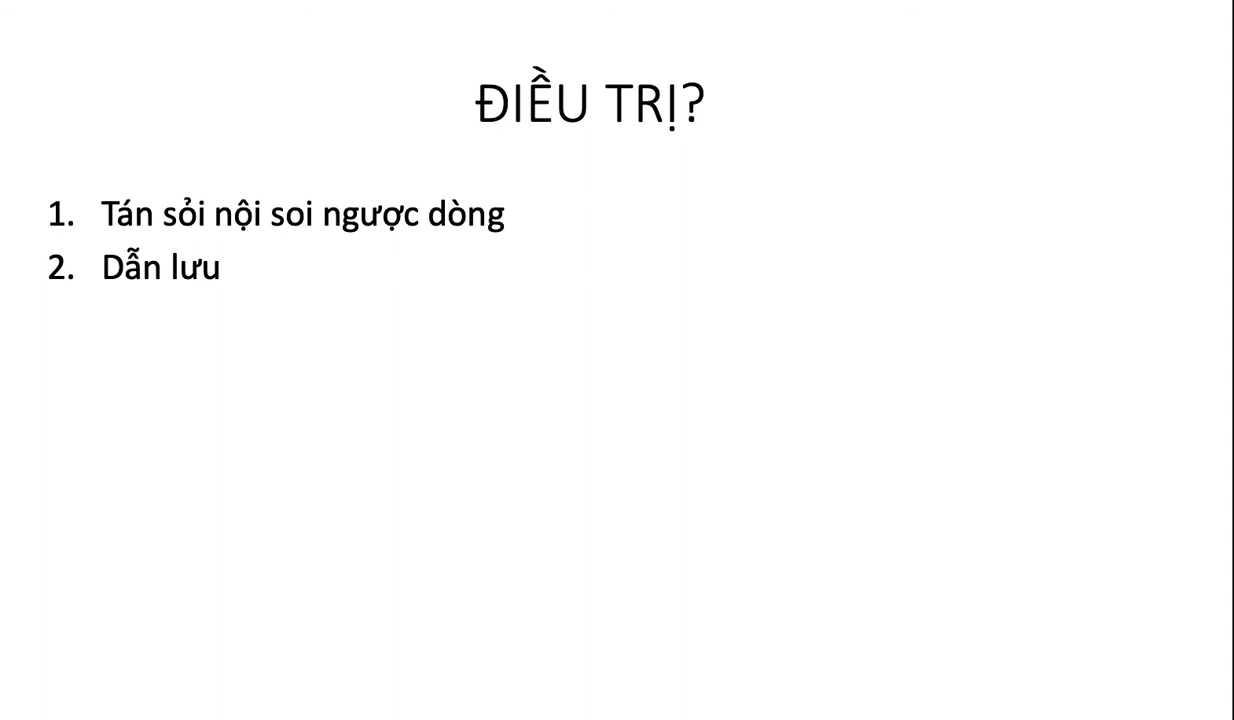 ĐIỀU TRỊ?
1. Tán sỏi nội soi ngược dòng
2. Dẫn lưu